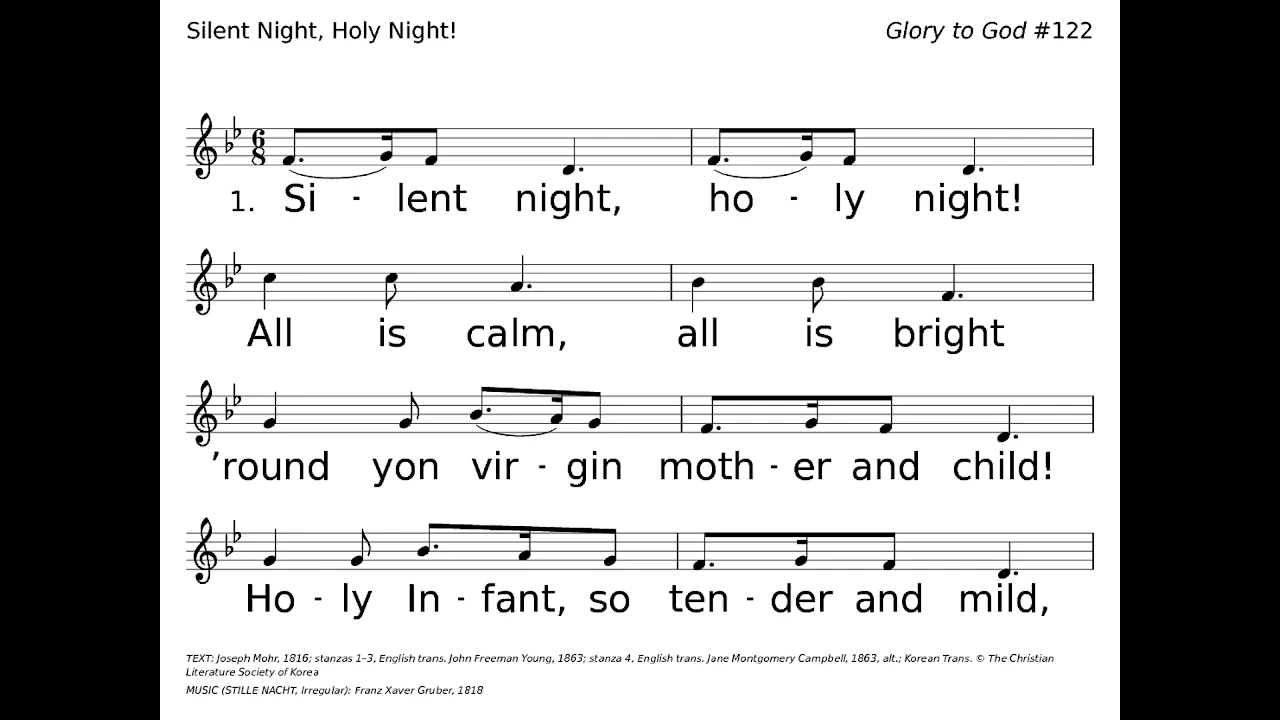 Silent Night, Holy Night! Glory to God #122
6
8
1. Si - lent night, ho - ly night!
All is calm, all is bright
’round yon vir - gin moth - er and child!
Ho - ly In - fant, so ten - der and mild,
TEXT: Joseph Mohr, 1816; stanzas 1–3, English trans. John Freeman Young, 1863; stanza 4, English trans. Jane Montgomery Campbell, 1863, alt.; Korean Trans. © The Christian
Literature Society of Korea
MUSIC (STILLE NACHT, Irregular): Franz Xaver Gruber, 1818